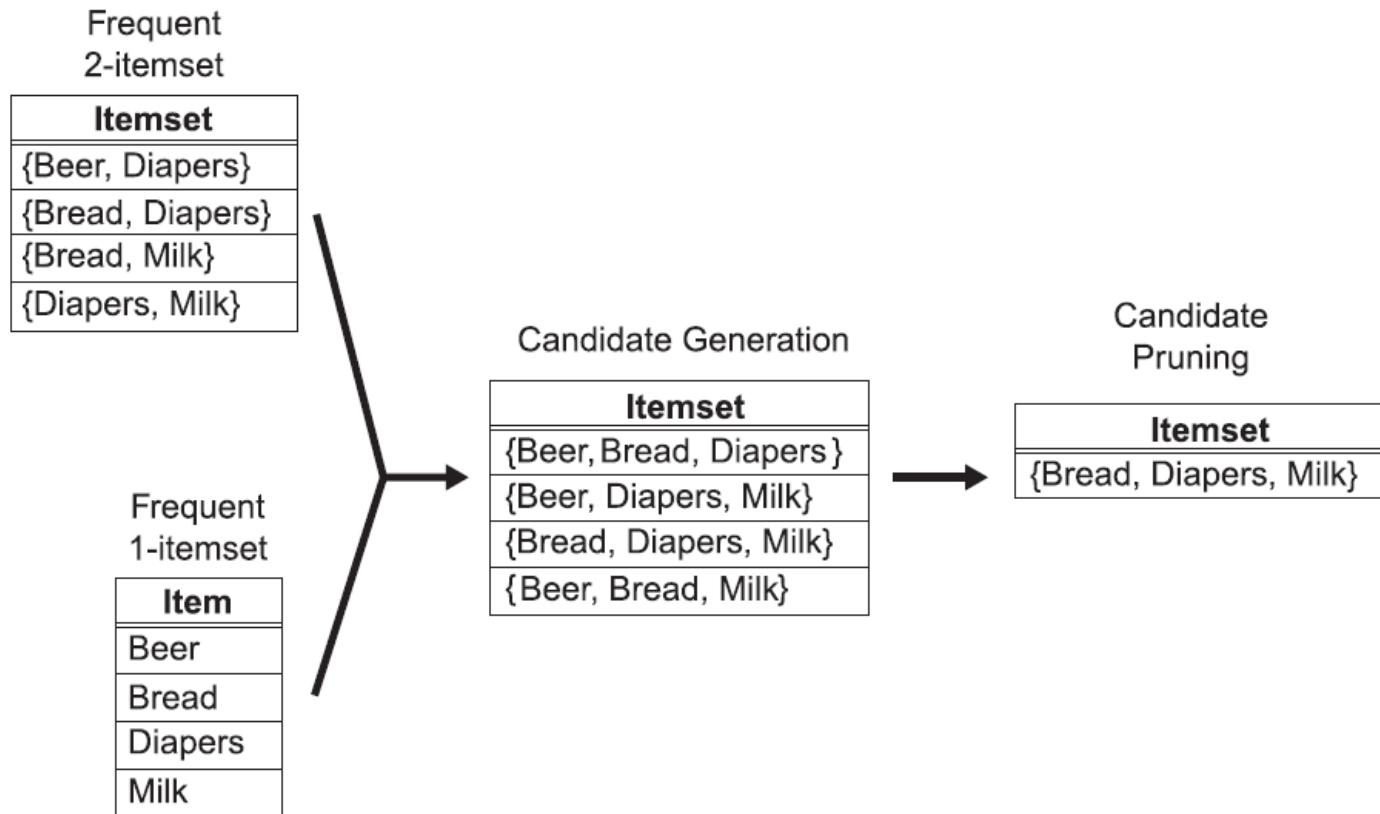 Frequent
2-itemset
Itemset
{Beer, Diapers}
{Bread, Diapers}
{Bread, Milk}
{Diapers, Milk}
Frequent
1-itemset
Item
Beer
Bread
Diapers
Milk
Candidate Generation
Itemset
{Beer, Bread, Diapers}
{Beer, Diapers, Milk}
{Bread, Diapers, Milk}
{Beer, Bread, Milk}
Candidate
Pruning
Itemset
{Bread, Diapers, Milk}